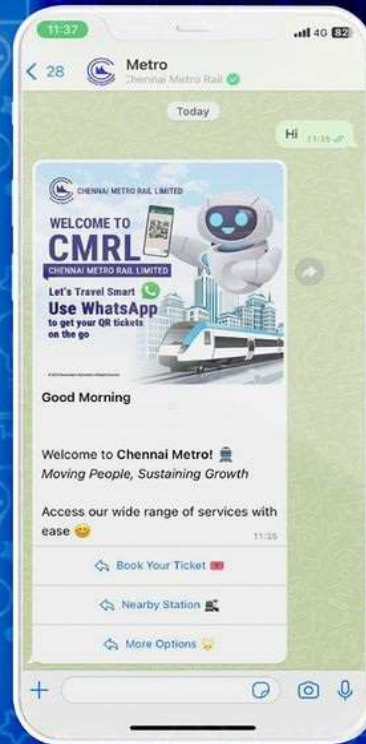 11:37
4G 82
28
Metro
Chennai Metro Rail
Today
Hi
11:35
CHENNAI METRO RAIL LIMITED
WELCOME TO
CMRL
CHENNAI METRO RAIL LIMITED
Let's Travel Smart
Use WhatsApp
to get your QR tickets
on the go
Good Morning
Welcome to Chennai Metro!
Moving People, Sustaining Growth
Access our wide range of services with
ease
11:35
Book Your Ticket
Nearby Station
More Options